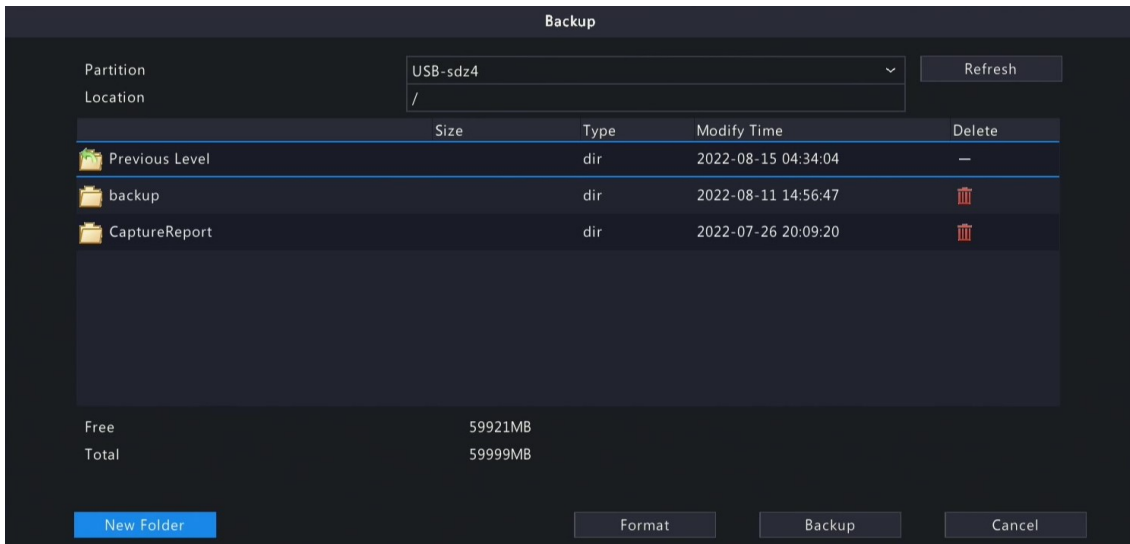 Backup
Partition USB-sdz4 Refresh
Location /
Size Type Modify Time Delete
Previous Level dir 2022-08-15 04:34:04 —
backup dir 2022-08-11 14:56:47
CaptureReport dir 2022-07-26 20:09:20
Free 59921MB
Total 59999MB
New Folder Format Backup Cancel